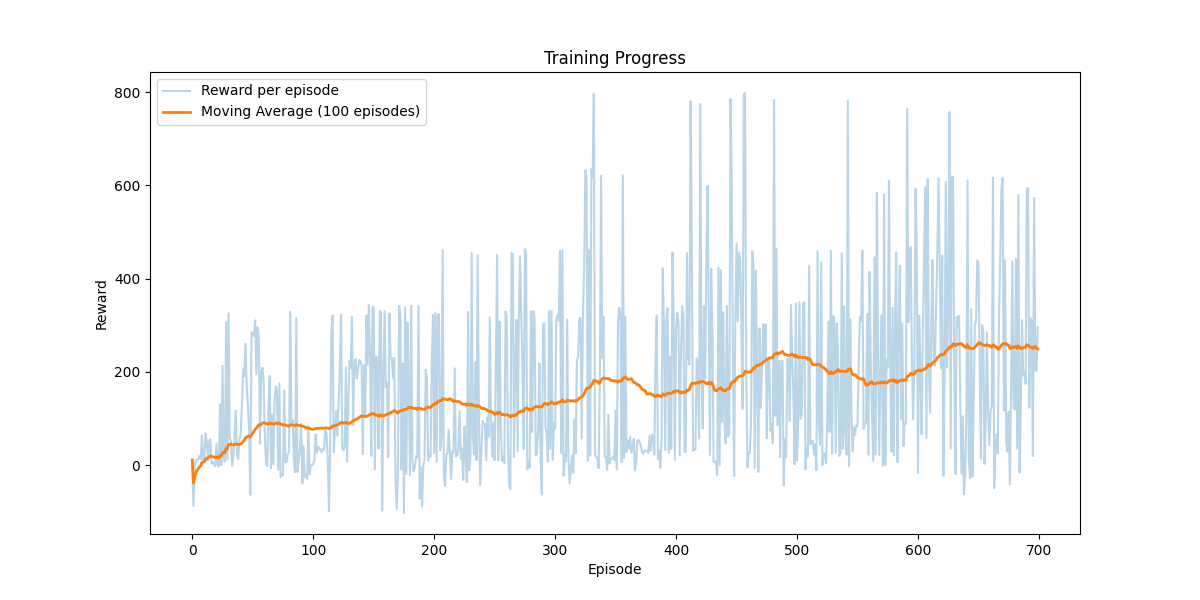 Training Progress
Reward per episode
Moving Average (100 episodes)
800
600
400
200
0
Reward
0 100 200 300 400 500 600 700
Episode